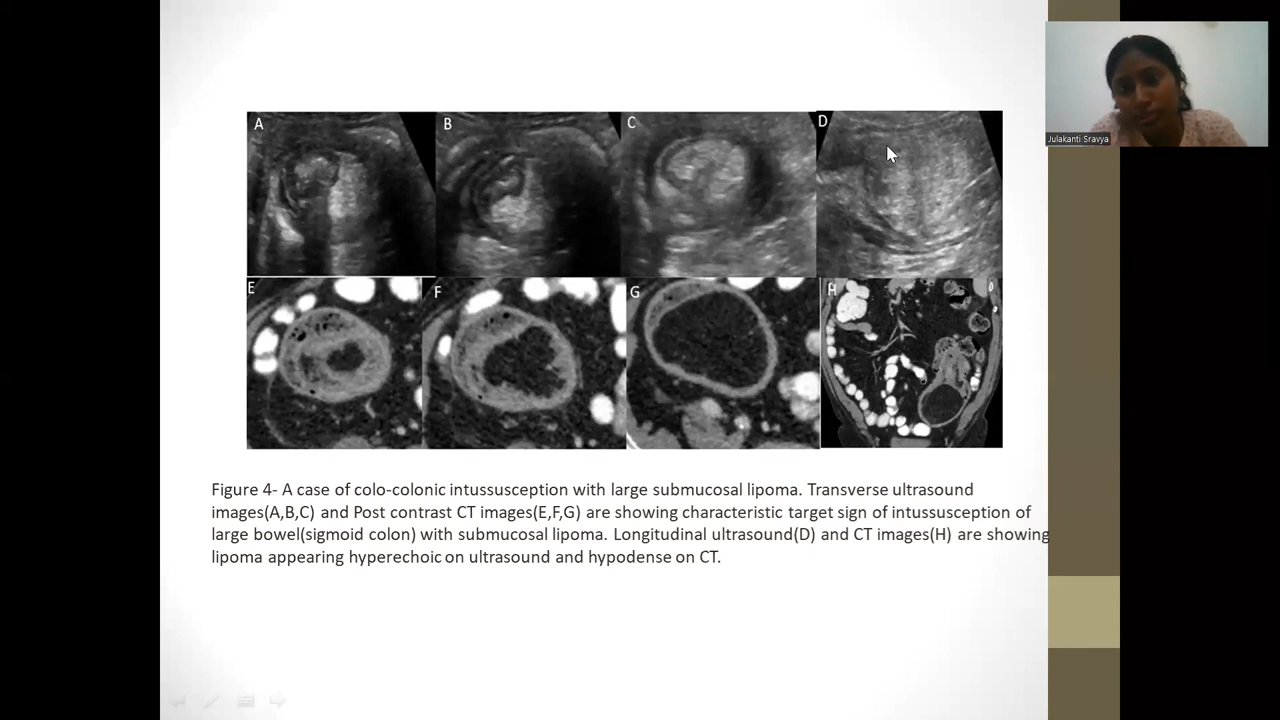 A
B
C
D
Julakanti Sravya
E
F
G
H
Figure 4- A case of colo-colonic intussusception with large submucosal lipoma. Transverse ultrasound
images(A,B,C) and Post contrast CT images(E,F,G) are showing characteristic target sign of intussusception of
large bowel(sigmoid colon) with submucosal lipoma. Longitudinal ultrasound(D) and CT images(H) are showing
lipoma appearing hyperechoic on ultrasound and hypodense on CT.